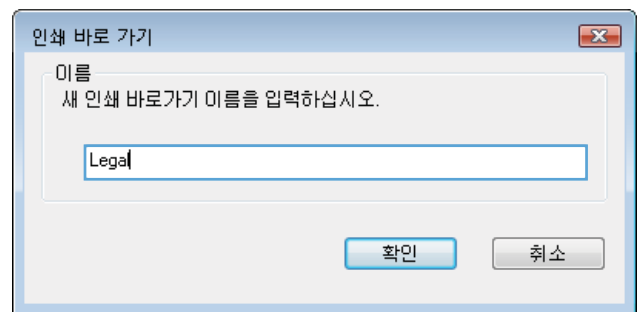 인쇄 바로 가기
이름
새 인쇄 바로가기 이름을 입력하십시오.
Legal
확인
취소